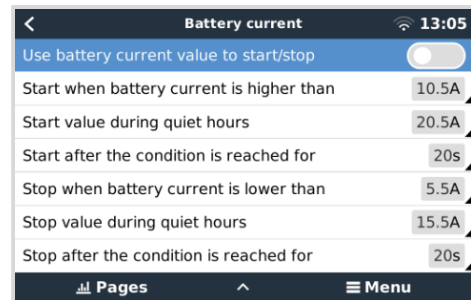 Battery current 13:05
Use battery current value to start/stop
Start when battery current is higher than 10.5A
Start value during quiet hours 20.5A
Start after the condition is reached for 20s
Stop when battery current is lower than 5.5A
Stop value during quiet hours 15.5A
Stop after the condition is reached for 20s
Pages Menu